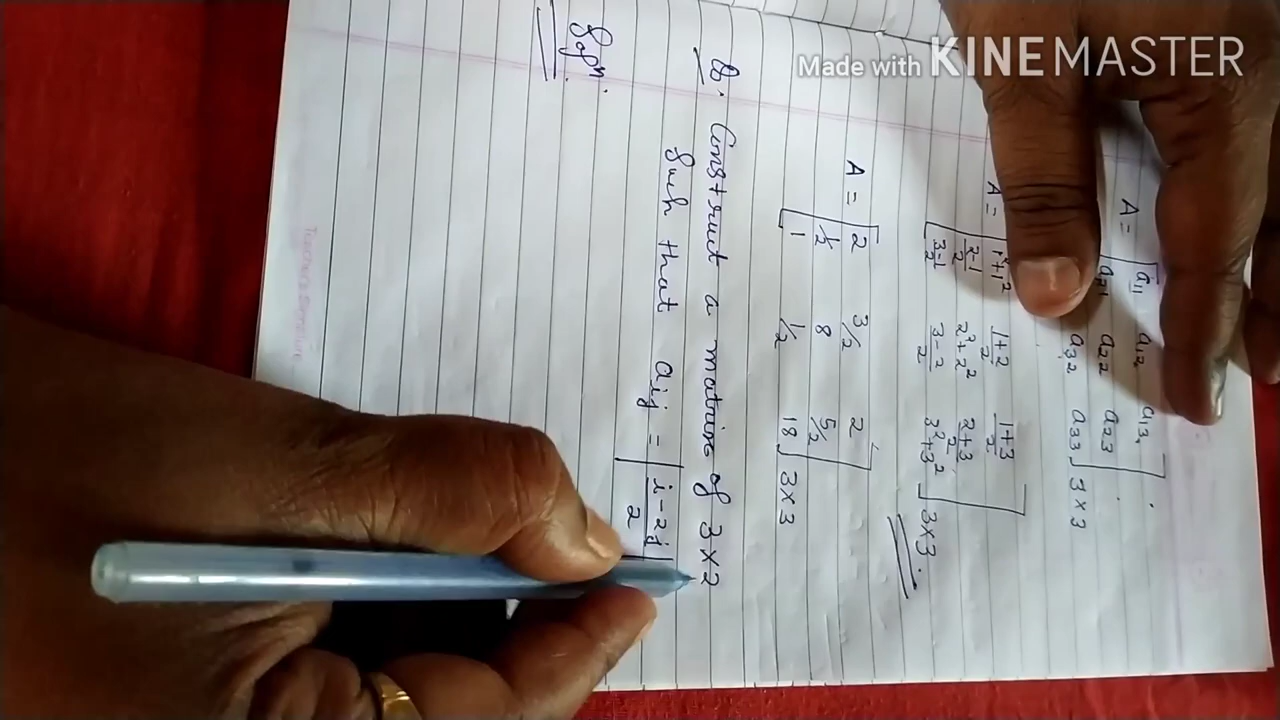 Made with KINEMASTER
A = [ a11 a12 a13
a21 a22 a23
a32 a33 ] 3 × 3
A = [ 1²+1² 1+2/2 1+3/2
2-1/2 2²+2² 2+3/2
3-1/2 3-2/2 3²+3² ] 3×3.
A = [ 2 3/2 2
1/2 8 5/2
1 1/2 18 ] 3×3
Q. Construct a matrix of 3×2
Such that aij = |i-2j/2|
Solⁿ.
Teacher's Signature